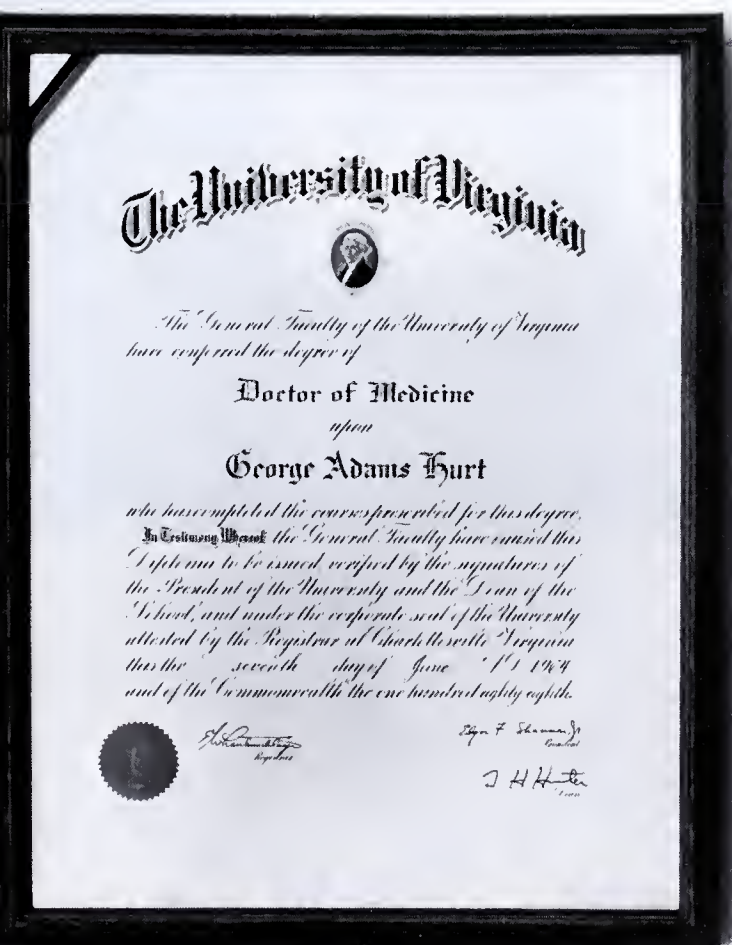 The University of Virginia
The General Faculty of the University of Virginia
have conferred the degree of
Doctor of Medicine
upon
George Adams Hurt
who has completed the courses prescribed for this degree.
In Testimony Whereof the General Faculty have caused this
Diploma to be issued, verified by the signatures of
the President of the University and the Dean of the
School, and under the corporate seal of the University
attested by the Registrar at Charlottesville Virginia
this the seventh day of June A.D. 1964
and of the Commonwealth the one hundred eighty eighth.
Edgar F Shannon Jr
President
Registrar
T H Hunter
Dean